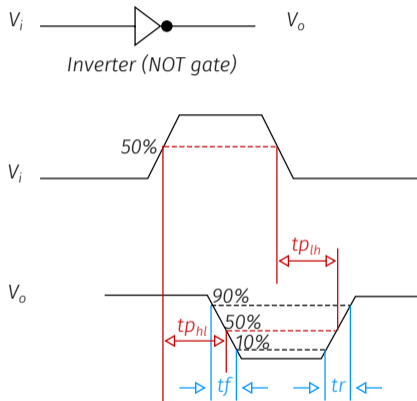 Vi Vo
Inverter (NOT gate)
50%
Vi
tplh
Vo
90%
50%
tphl
10%
tf tr